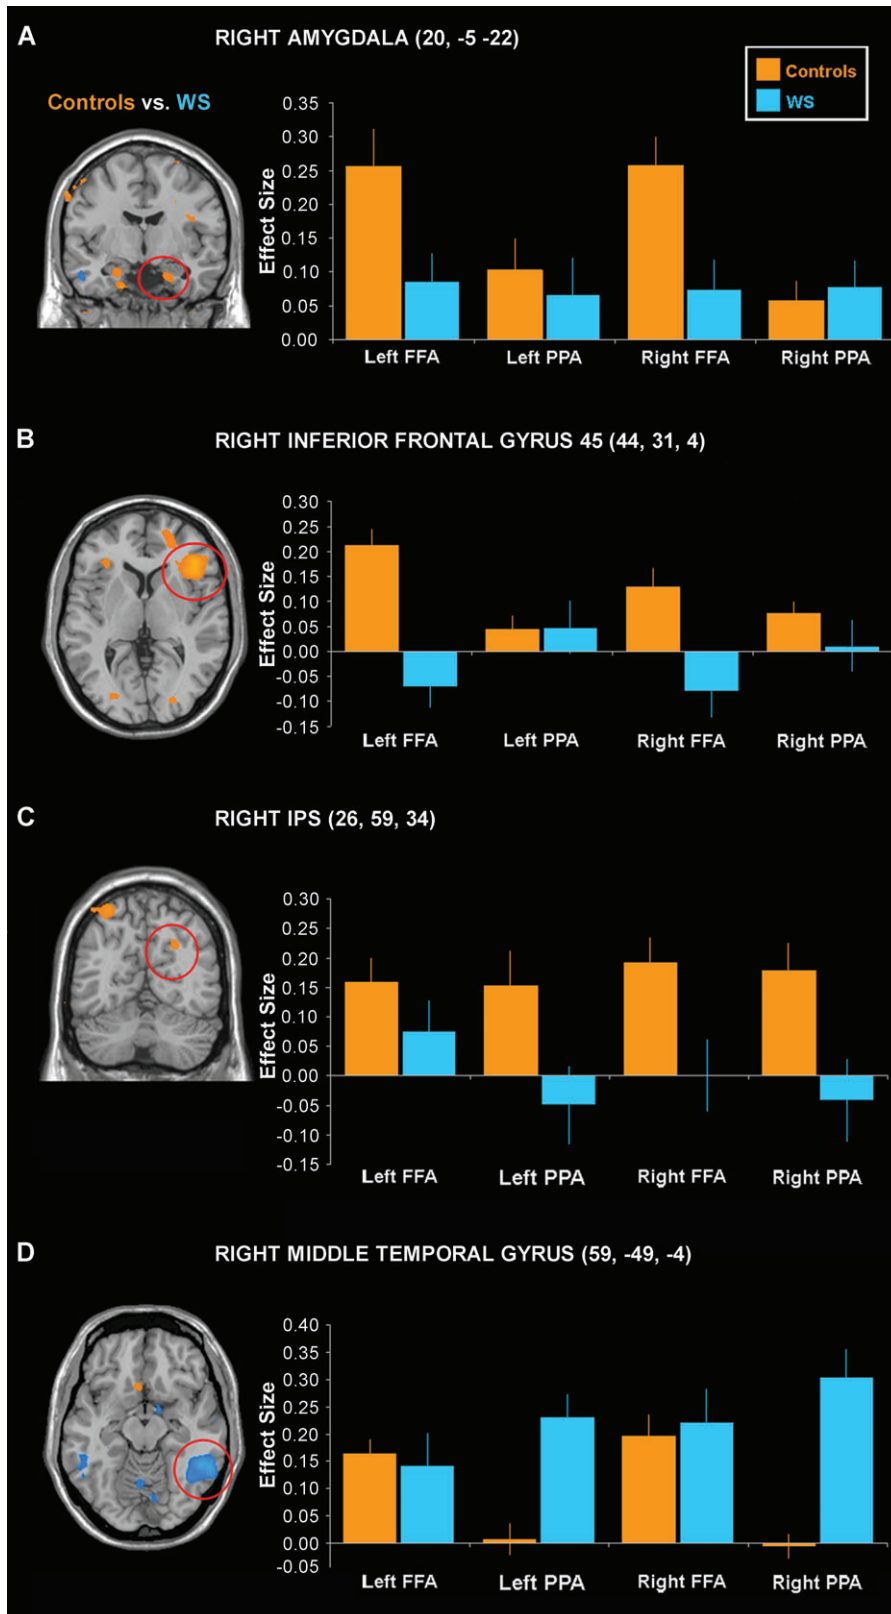 A
RIGHT AMYGDALA (20, -5 -22)
Controls
WS
Controls vs. WS
Effect Size
0.35
0.30
0.25
0.20
0.15
0.10
0.05
0.00
Left FFA
Left PPA
Right FFA
Right PPA
B
RIGHT INFERIOR FRONTAL GYRUS 45 (44, 31, 4)
Effect Size
0.30
0.25
0.20
0.15
0.10
0.05
0.00
-0.05
-0.10
-0.15
Left FFA
Left PPA
Right FFA
Right PPA
C
RIGHT IPS (26, 59, 34)
Effect Size
0.30
0.25
0.20
0.15
0.10
0.05
0.00
-0.05
-0.10
-0.15
Left FFA
Left PPA
Right FFA
Right PPA
D
RIGHT MIDDLE TEMPORAL GYRUS (59, -49, -4)
Effect Size
0.40
0.35
0.30
0.25
0.20
0.15
0.10
0.05
0.00
-0.05
Left FFA
Left PPA
Right FFA
Right PPA